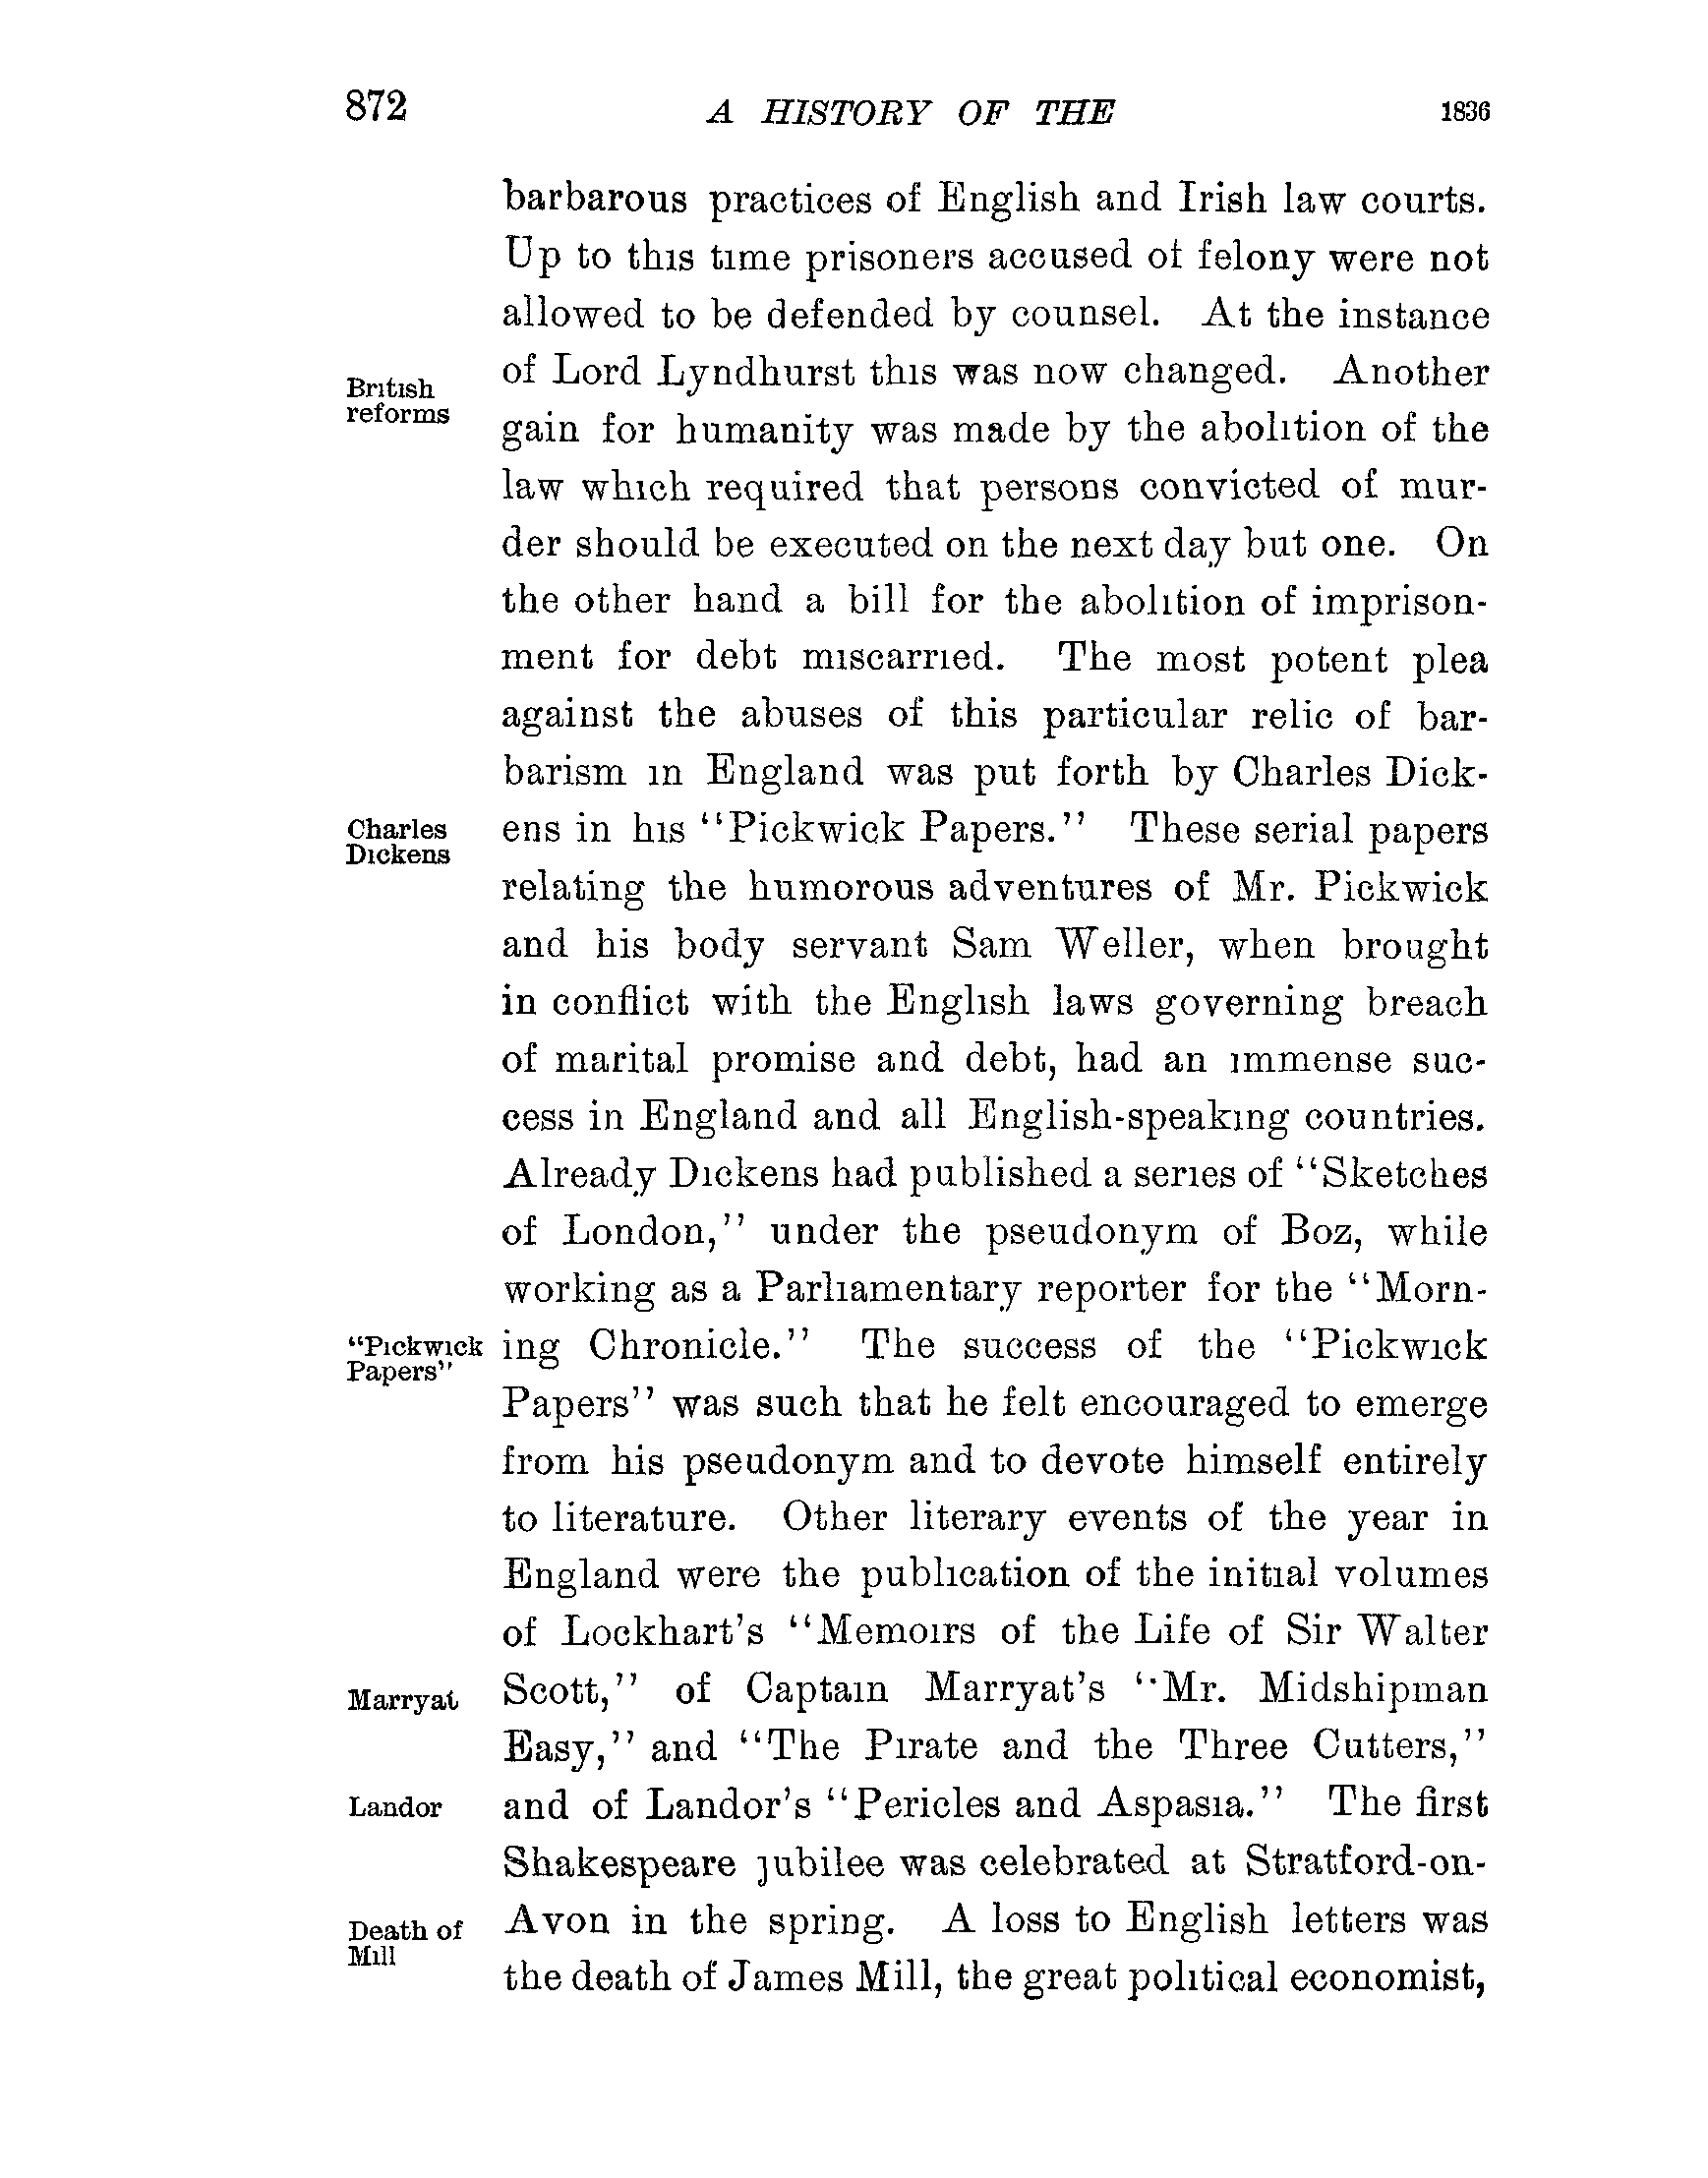 872 A HISTORY OF THE 1836
barbarous practices of English and Irish law courts.
Up to this time prisoners accused of felony were not
allowed to be defended by counsel. At the instance
British
reforms
of Lord Lyndhurst this was now changed. Another
gain for humanity was made by the abolition of the
law which required that persons convicted of mur-
der should be executed on the next day but one. On
the other hand a bill for the abolition of imprison-
ment for debt miscarried. The most potent plea
against the abuses of this particular relic of bar-
barism in England was put forth by Charles Dick-
Charles
Dickens
ens in his "Pickwick Papers." These serial papers
relating the humorous adventures of Mr. Pickwick
and his body servant Sam Weller, when brought
in conflict with the English laws governing breach
of marital promise and debt, had an immense suc-
cess in England and all English-speaking countries.
Already Dickens had published a series of "Sketches
of London," under the pseudonym of Boz, while
working as a Parliamentary reporter for the "Morn-
"Pickwick
Papers"
ing Chronicle." The success of the "Pickwick
Papers" was such that he felt encouraged to emerge
from his pseudonym and to devote himself entirely
to literature. Other literary events of the year in
England were the publication of the initial volumes
of Lockhart's "Memoirs of the Life of Sir Walter
Marryat
Scott," of Captain Marryat's "Mr. Midshipman
Easy," and "The Pirate and the Three Cutters,"
Landor
and of Landor's "Pericles and Aspasia." The first
Shakespeare jubilee was celebrated at Stratford-on-
Death of
Mill
Avon in the spring. A loss to English letters was
the death of James Mill, the great political economist,